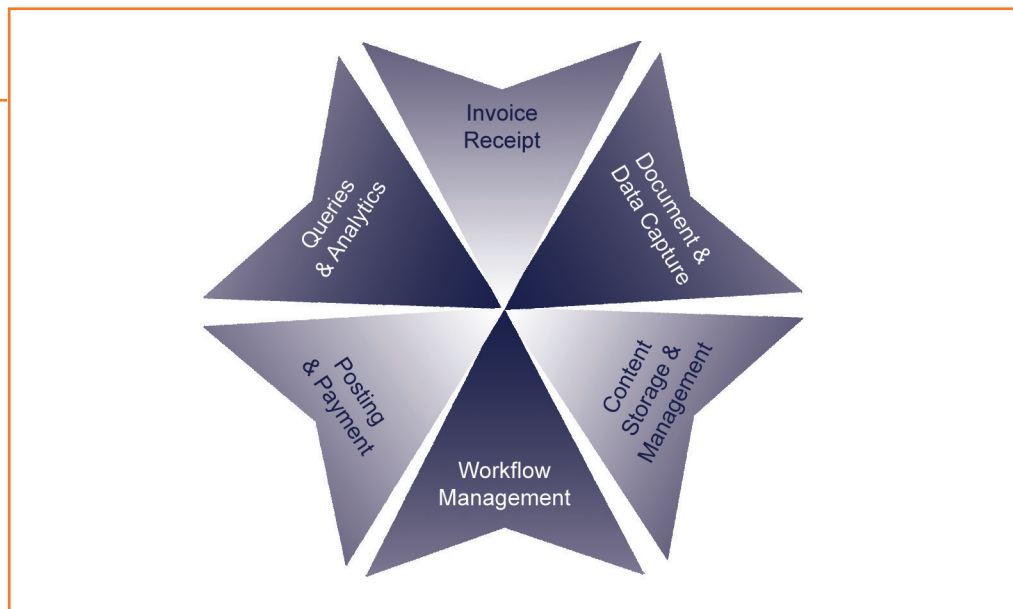 Invoice
Receipt
Document &
Data Capture
Content
Storage &
Management
Workflow
Management
Posting
& Payment
Queries
& Analytics